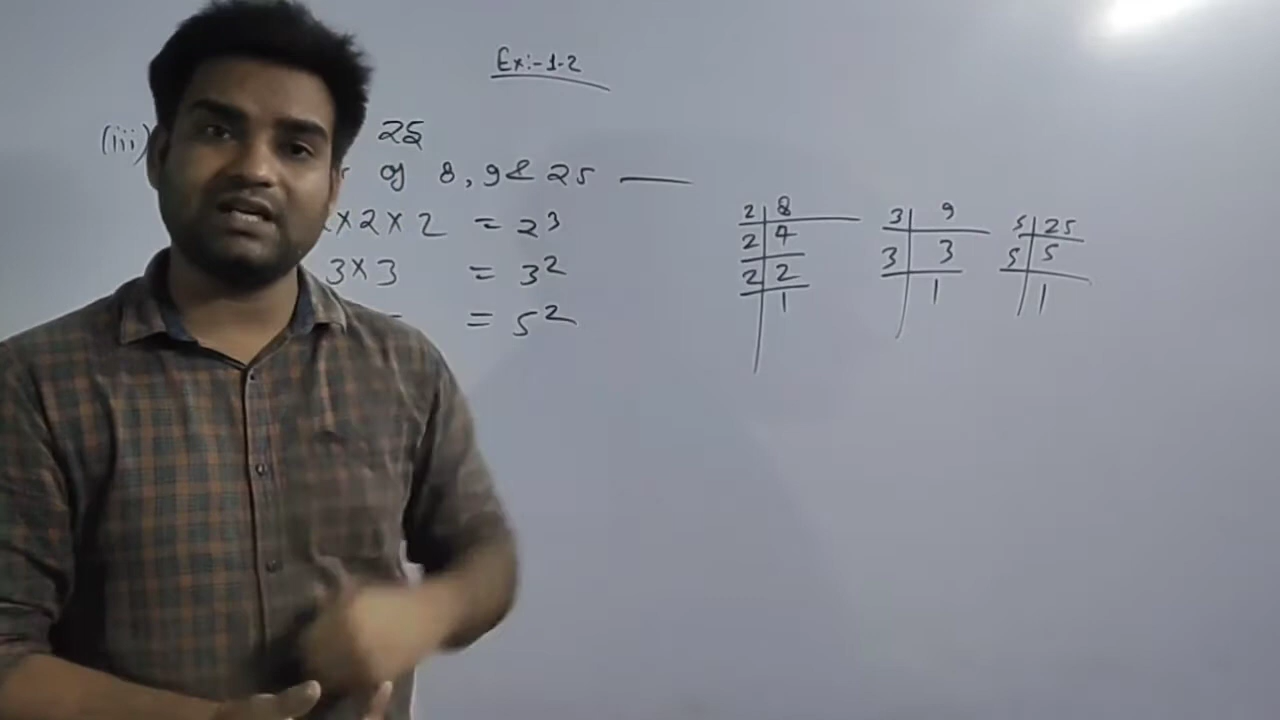 Ex:-1.2
(iii) 25
of 8, 9 & 25
×2×2 = 2³
3×3 = 3²
= 5²
2 8
2 4
2 2
1
3 9
3 3
1
5 25
5 5
1